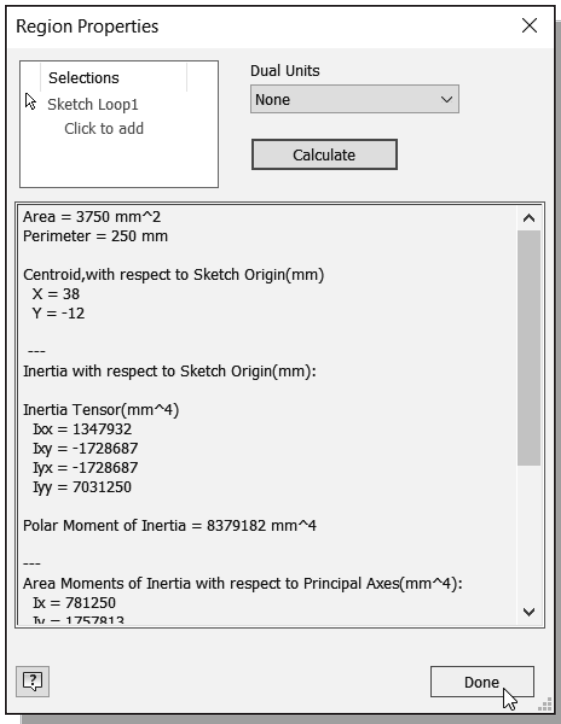 Region Properties
Selections
Sketch Loop1
Click to add
Dual Units
None
Calculate
Area = 3750 mm^2
Perimeter = 250 mm
Centroid,with respect to Sketch Origin(mm)
X = 38
Y = -12
---
Inertia with respect to Sketch Origin(mm):
Inertia Tensor(mm^4)
Ixx = 1347932
Ixy = -1728687
Iyx = -1728687
Iyy = 7031250
Polar Moment of Inertia = 8379182 mm^4
---
Area Moments of Inertia with respect to Principal Axes(mm^4):
Ix = 781250
Iy = 1757813
?
Done